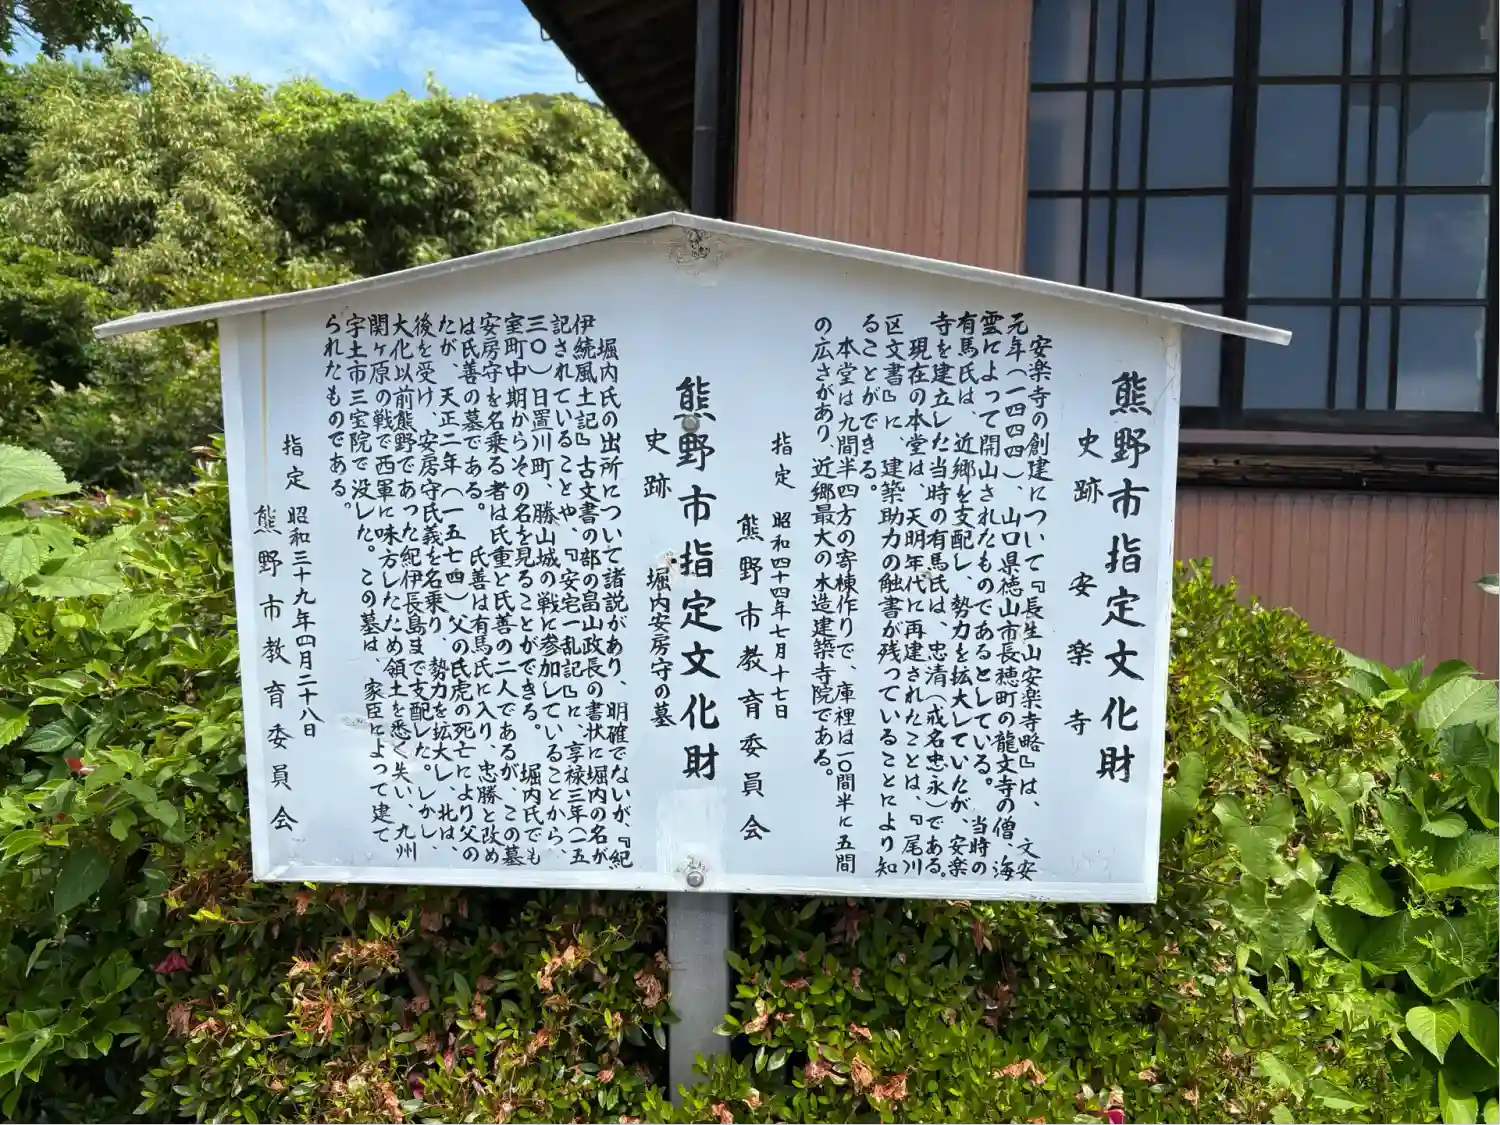 熊野市指定文化財
史跡　安楽寺
安楽寺の創建について『長生山安楽寺略』は、文安
元年（一四四四）、山口県徳山市長穂町の龍文寺の僧、海
雲によって開山されたものであるとしている。当時の
有馬氏は、近郷を支配し、勢力を拡大していたが、安楽
寺を建立した当時の有馬氏は、忠清（戒名忠永）である。
現在の本堂は、天明年代に再建されたことは、『尾川
区文書』に、建築助力の触書が残っていることにより知
ることができる。
本堂は九間半四方の寄棟作りで、庫裡は一〇間半に五間
の広さがあり、近郷最大の木造建築寺院である。
指定　昭和四十四年七月十七日
熊野市教育委員会
熊野市指定文化財
史跡　堀内安房守の墓
堀内氏の出所について諸説があり、明確でないが、『紀
伊続風土記』古文書の部の畠山政長の書状に堀内の名が
記されていることや、『安宅一乱記』に、享禄三年（一五
三〇）日置川町、勝山城の戦に参加していることから、
室町中期からその名を見ることができる。堀内氏でも
安房守を名乗る者は氏重と氏善の二人であるが、この墓
は氏善の墓である。氏善は有馬氏に入り、忠勝と改め
たが、天正二年（一五七四）父の氏虎の死亡により父の
後を受け、安房守氏義を名乗り、勢力を拡大し、北は、
大化以前熊野であった紀伊長島まで支配した。しかし、
関ヶ原の戦で西軍に味方したため領土を悉く失い、九州
宇土市三宝院で没した。この墓は、家臣によって建て
られたものである。
指定　昭和三十九年四月二十八日
熊野市教育委員会